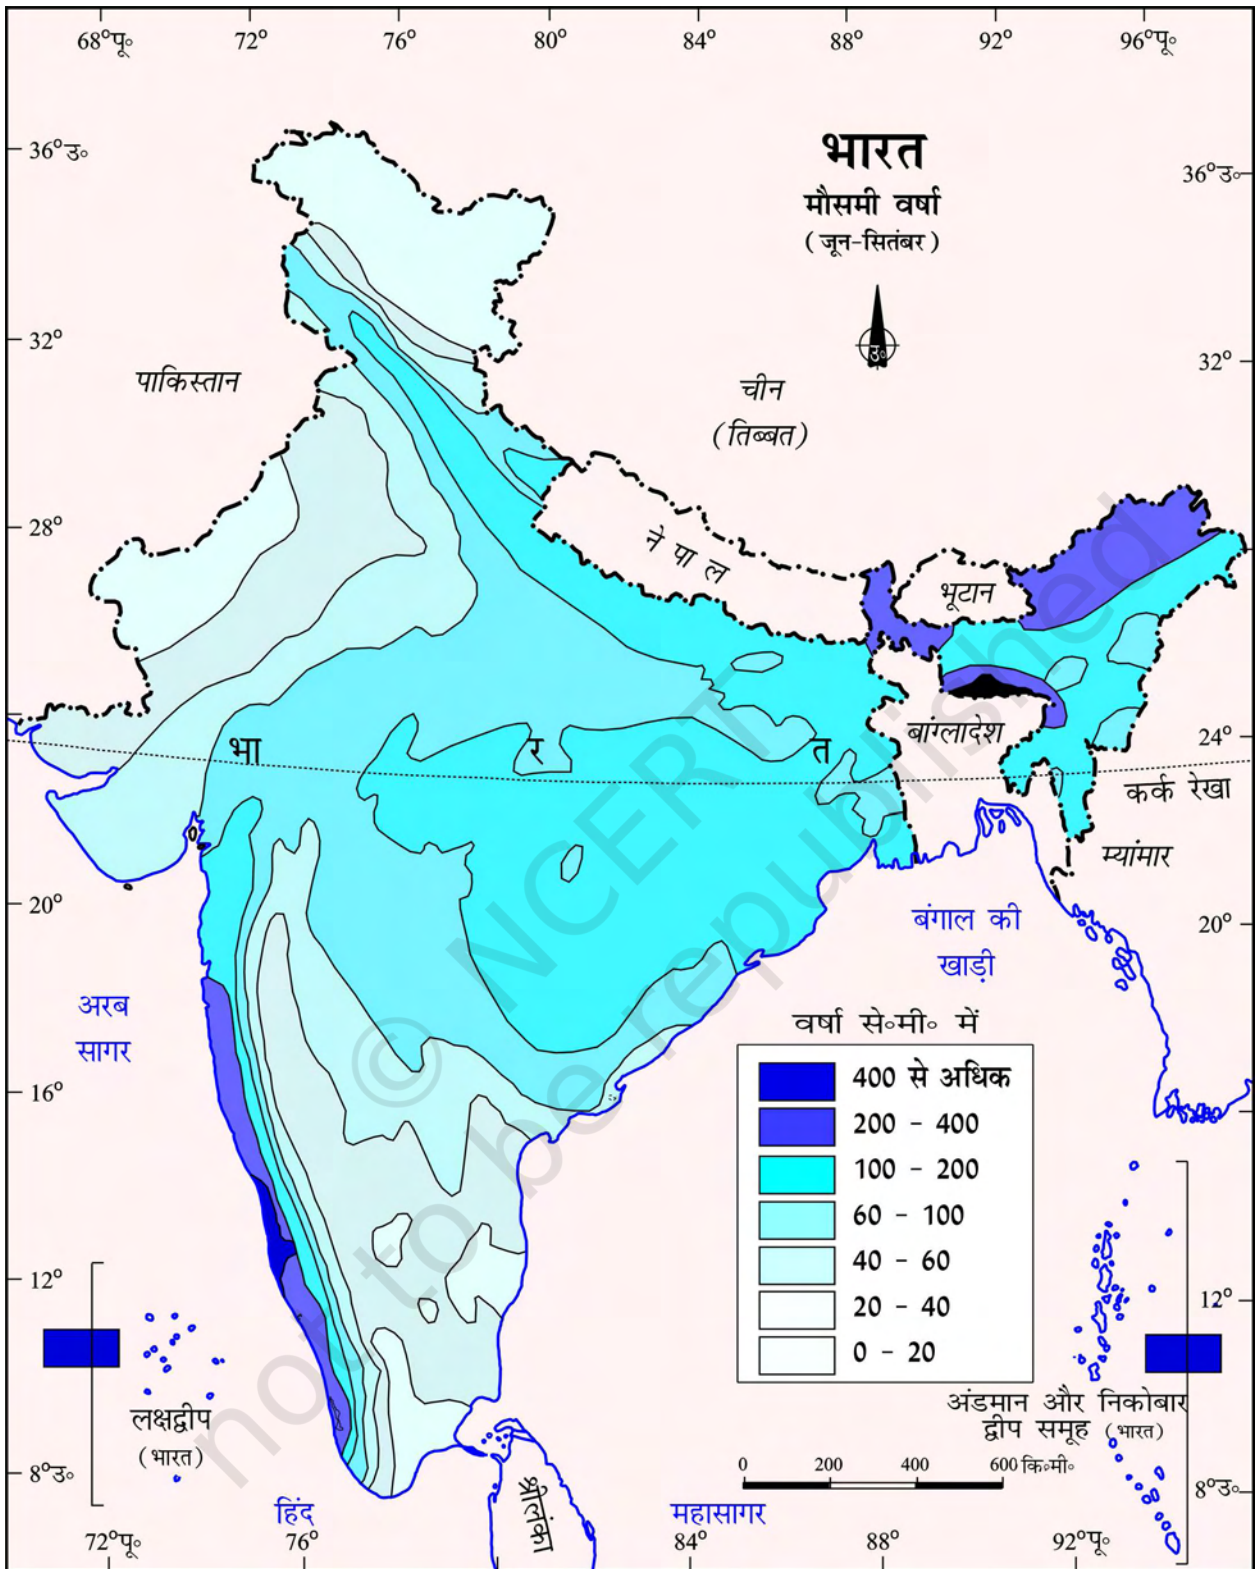 68°पू॰ 72° 76° 80° 84° 88° 92° 96°पू॰
36°उ॰
भारत
मौसमी वर्षा
(जून-सितंबर)
36°उ॰
उ॰
32°
32°
पाकिस्तान
चीन
(तिब्बत)
28°
ने पा ल
भूटान
भा र त
बांग्लादेश
24°
कर्क रेखा
म्यांमार
20°
बंगाल की
खाड़ी
20°
अरब
सागर
वर्षा से॰मी॰ में
400 से अधिक
200 - 400
100 - 200
60 - 100
40 - 60
20 - 40
0 - 20
16°
12°
12°
लक्षद्वीप
(भारत)
अंडमान और निकोबार
द्वीप समूह (भारत)
0 200 400 600 कि॰मी॰
8°उ॰
8°उ॰
हिंद
महासागर
श्रीलंका
72°पू॰ 76° 84° 88° 92°पू॰
© NCERT
not to be republished